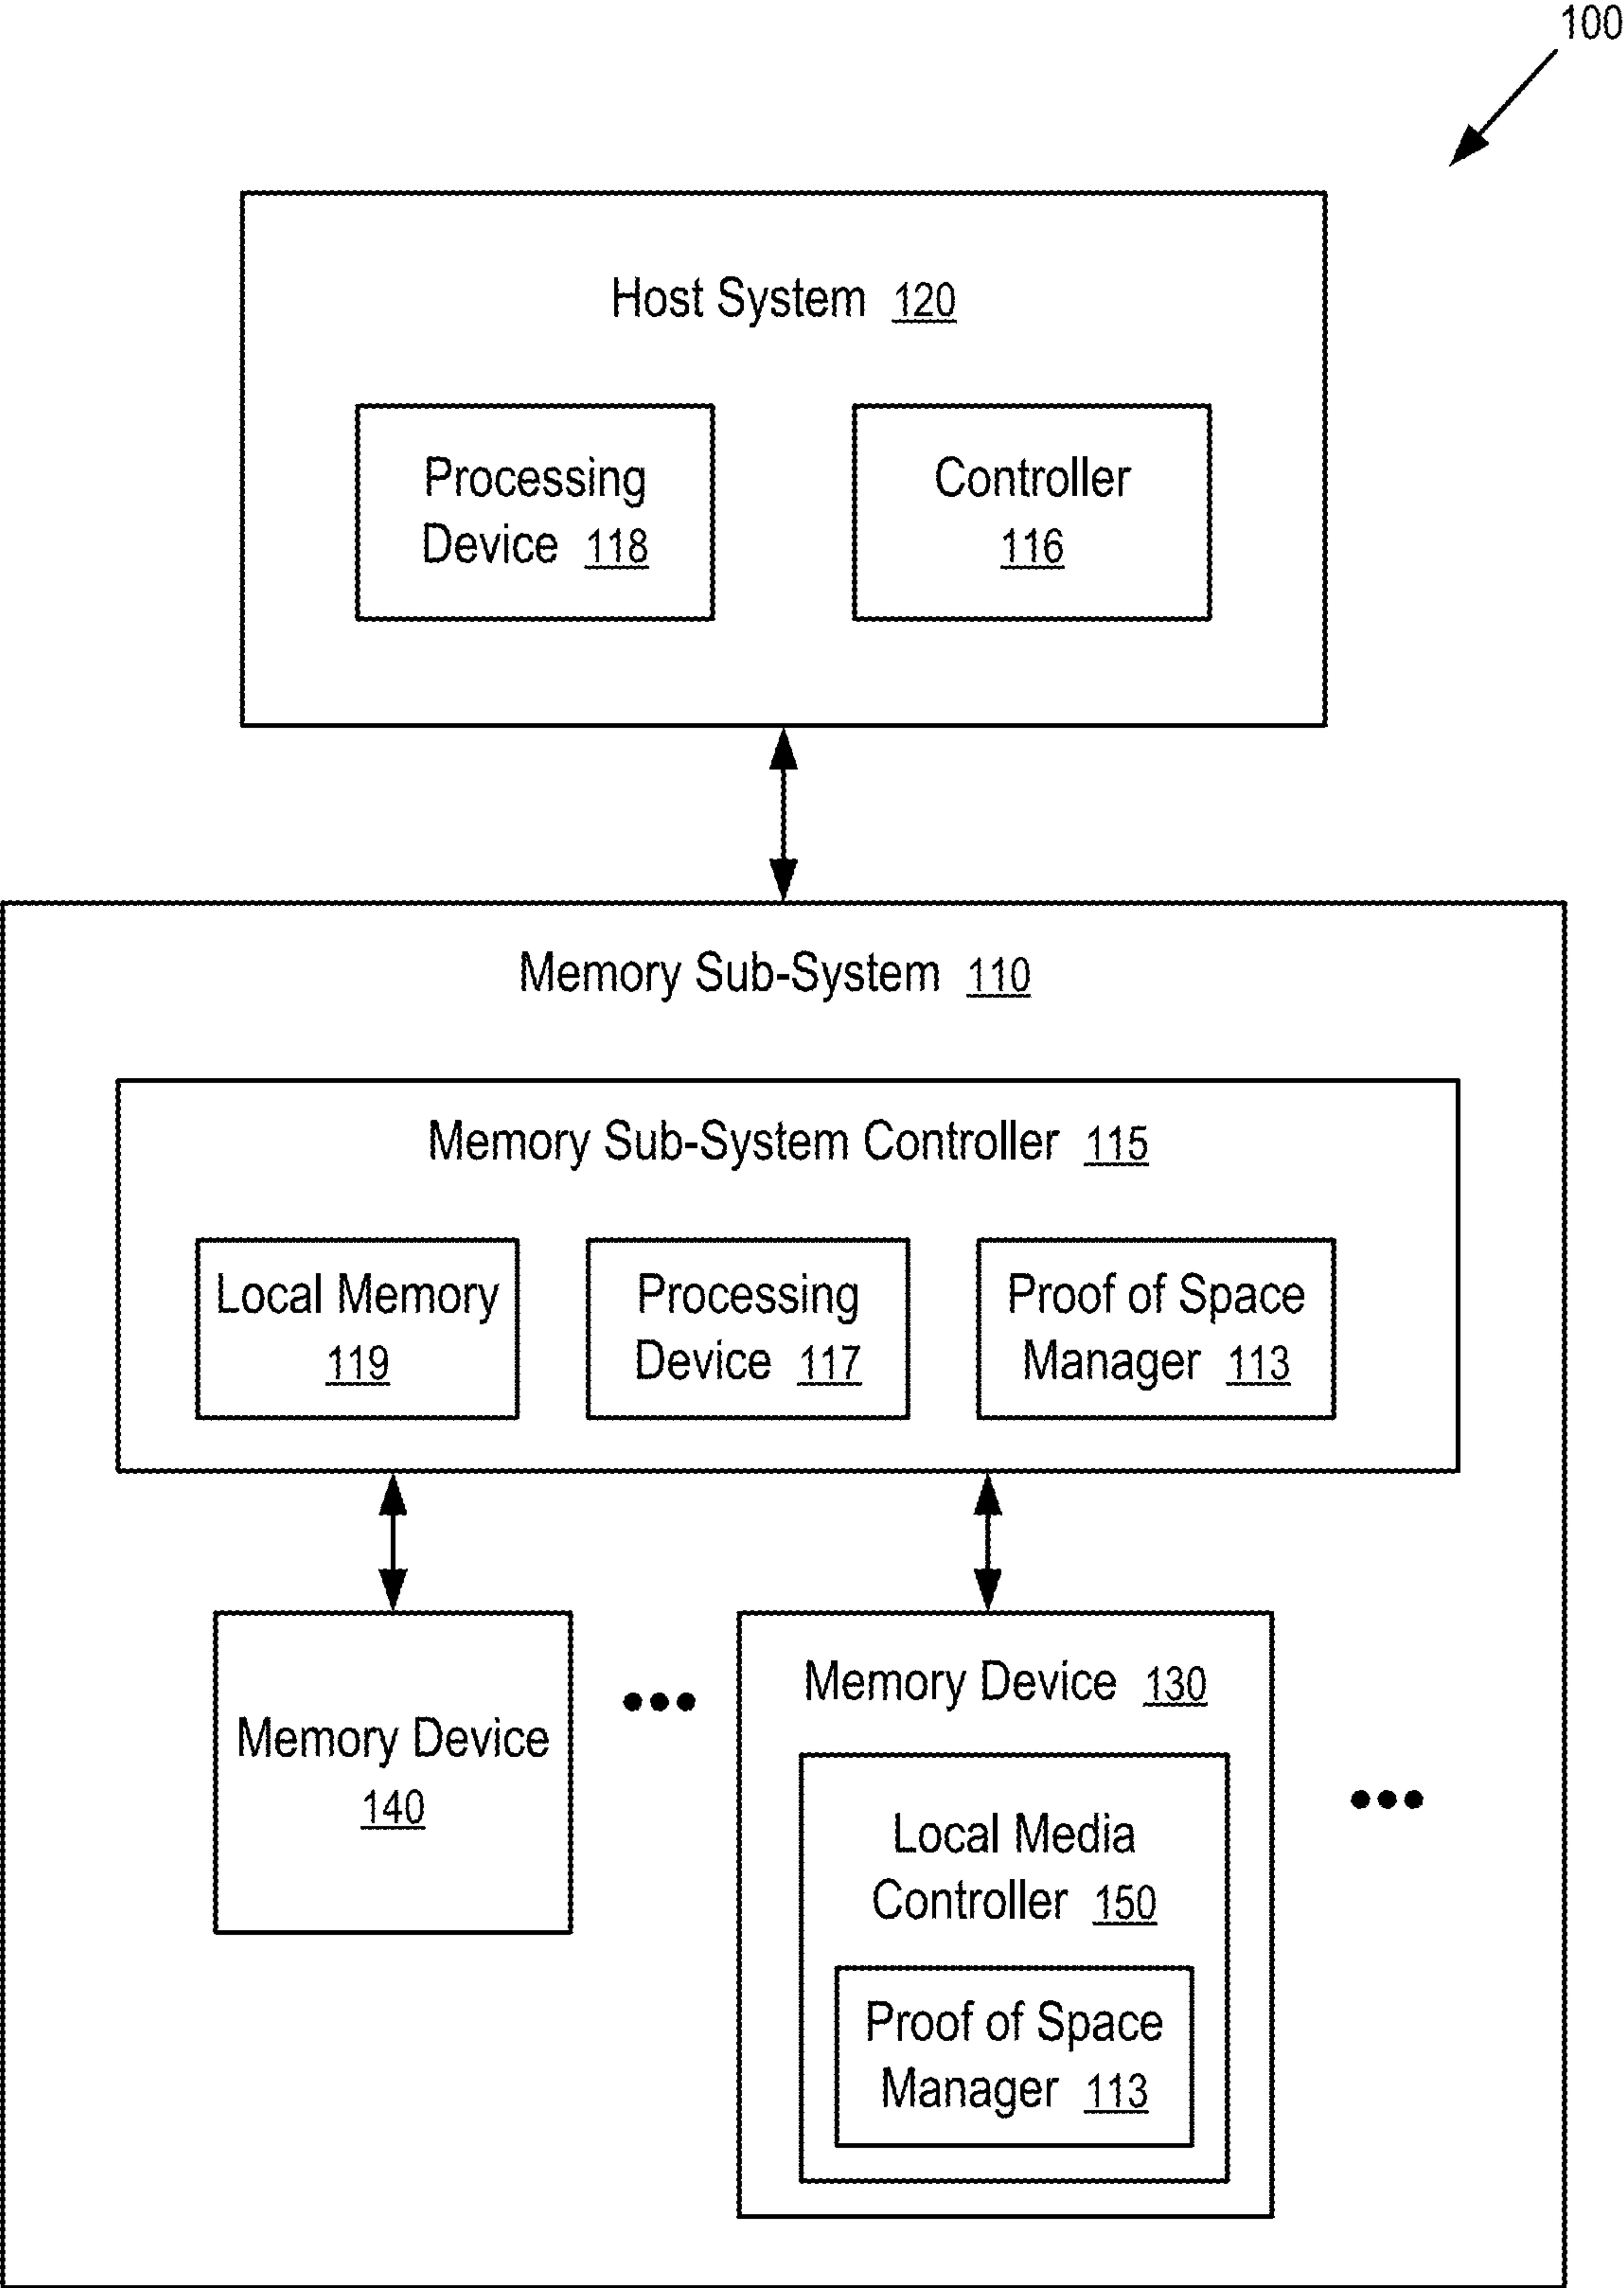 100
Host System 120
Processing
Device 118
Controller
116
Memory Sub-System 110
Memory Sub-System Controller 115
Local Memory
119
Processing
Device 117
Proof of Space
Manager 113
Memory Device
140
Memory Device 130
Local Media
Controller 150
Proof of Space
Manager 113